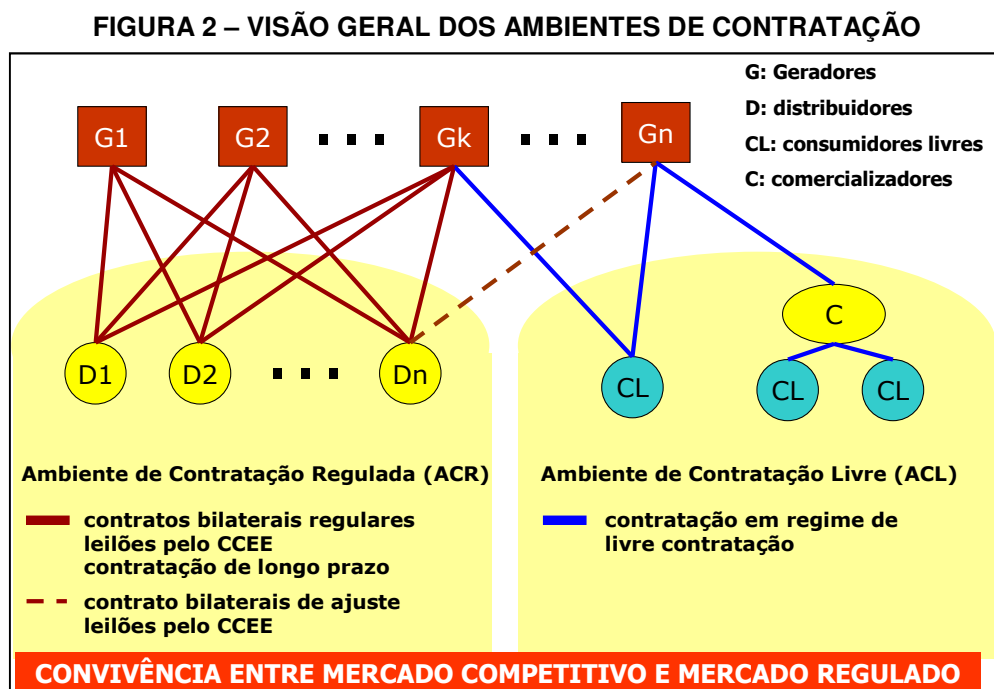 FIGURA 2 – VISÃO GERAL DOS AMBIENTES DE CONTRATAÇÃO
G: Geradores
D: distribuidores
CL: consumidores livres
C: comercializadores
G1 G2 Gk Gn
C
D1 D2 Dn CL CL CL
Ambiente de Contratação Regulada (ACR)
contratos bilaterais regulares
leilões pelo CCEE
contratação de longo prazo
contrato bilaterais de ajuste
leilões pelo CCEE
Ambiente de Contratação Livre (ACL)
contratação em regime de
livre contratação
CONVIVÊNCIA ENTRE MERCADO COMPETITIVO E MERCADO REGULADO